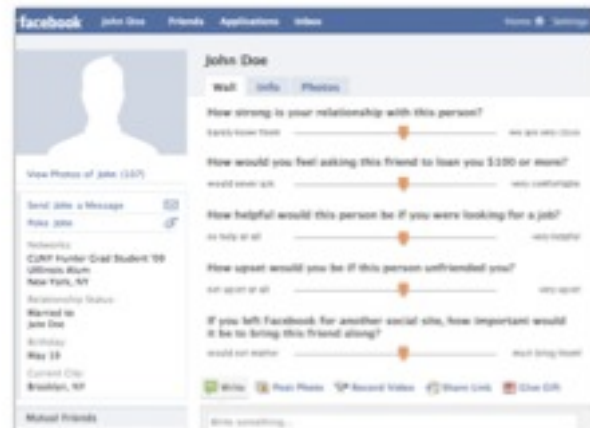 facebook John Doe Friends Applications Inbox Home Settings
John Doe
Wall Info Photos
How strong is your relationship with this person?
barely know them we are very close
How would you feel asking this friend to loan you $100 or more?
would never ask very comfortable
How helpful would this person be if you were looking for a job?
no help at all very helpful
How upset would you be if this person unfriended you?
not upset at all very upset
If you left Facebook for another social site, how important would
it be to bring this friend along?
would not matter must bring them
Write Post Photo Record Video Share Link Give Gift
Write something...
View Photos of John (107)
Send John a Message
Poke John
Networks:
CUNY Hunter Grad Student '09
Illinois Alum
New York, NY
Relationship Status:
Married to
Jane Doe
Birthday:
May 19
Current City:
Brooklyn, NY
Mutual Friends